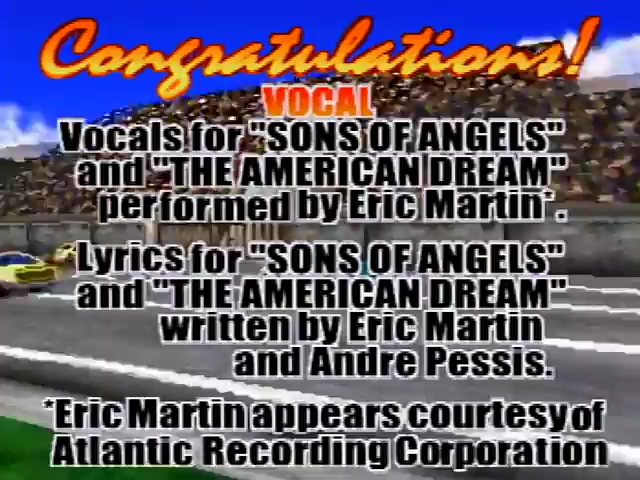 Congratulations!
VOCAL
Vocals for "SONS OF ANGELS"
and "THE AMERICAN DREAM"
performed by Eric Martin*.
Lyrics for "SONS OF ANGELS"
and "THE AMERICAN DREAM"
written by Eric Martin
and Andre Pessis.
*Eric Martin appears courtesy of
Atlantic Recording Corporation